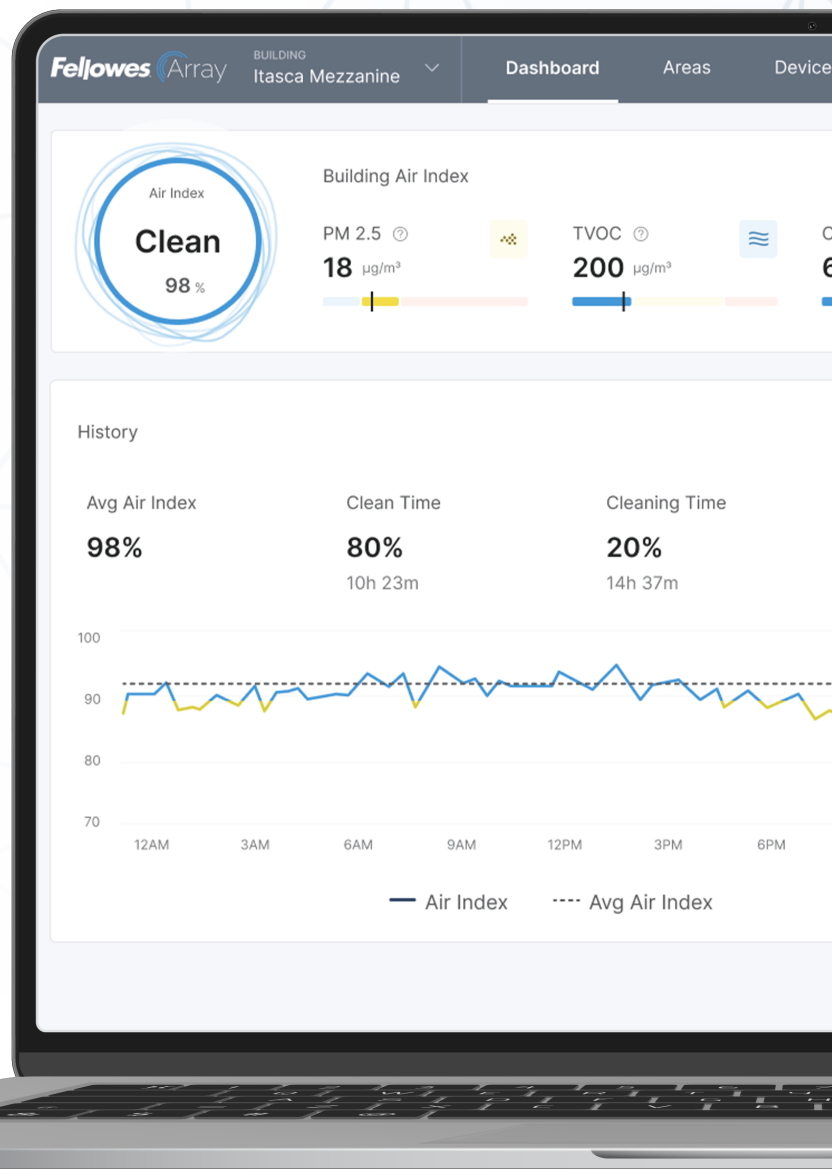 Fellowes Array
BUILDING
Itasca Mezzanine
Dashboard
Areas
Device
Air Index
Clean
98 %
Building Air Index
PM 2.5 ?
18 µg/m³
TVOC ?
200 µg/m³
History
Avg Air Index
98%
Clean Time
80%
10h 23m
Cleaning Time
20%
14h 37m
100
90
80
70
12AM
3AM
6AM
9AM
12PM
3PM
6PM
Air Index
Avg Air Index